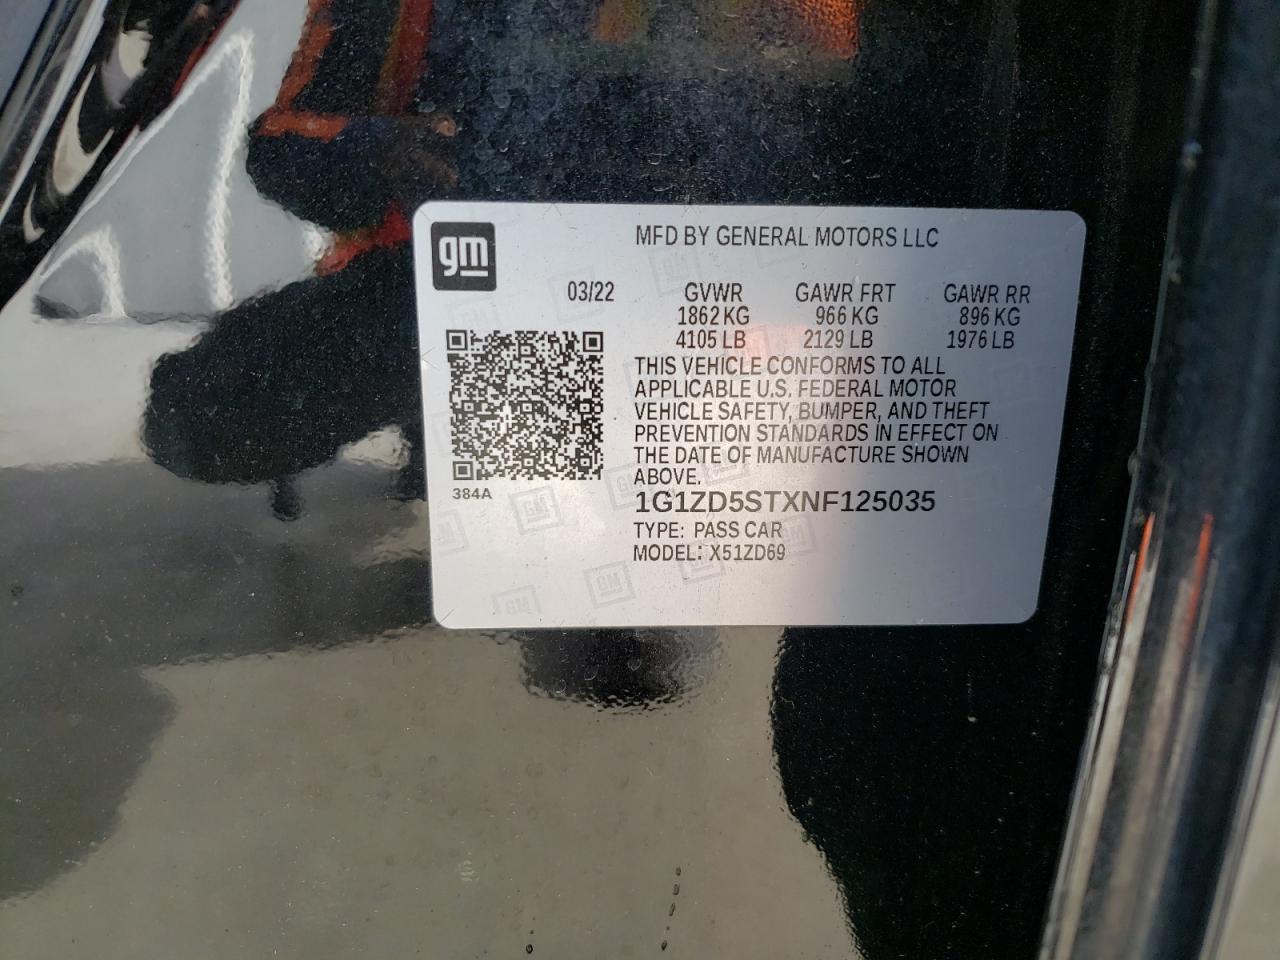 gm
MFD BY GENERAL MOTORS LLC
03/22 GVWR GAWR FRT GAWR RR
1862 KG 966 KG 896 KG
4105 LB 2129 LB 1976 LB
THIS VEHICLE CONFORMS TO ALL
APPLICABLE U.S. FEDERAL MOTOR
VEHICLE SAFETY, BUMPER, AND THEFT
PREVENTION STANDARDS IN EFFECT ON
THE DATE OF MANUFACTURE SHOWN
ABOVE.
384A
1G1ZD5STXNF125035
TYPE: PASS CAR
MODEL: X51ZD69